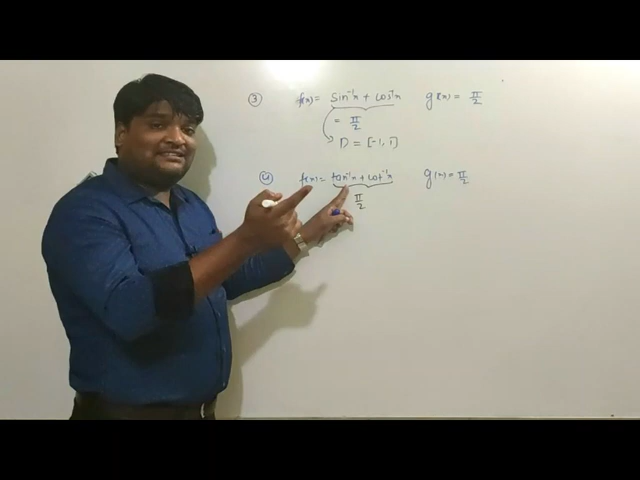 ③ f(x) = Sin⁻¹x + cos⁻¹x g(x) = π/2
= π/2
D = [-1, 1]
④ f(x) = tan⁻¹x + cot⁻¹x g(x) = π/2
π/2